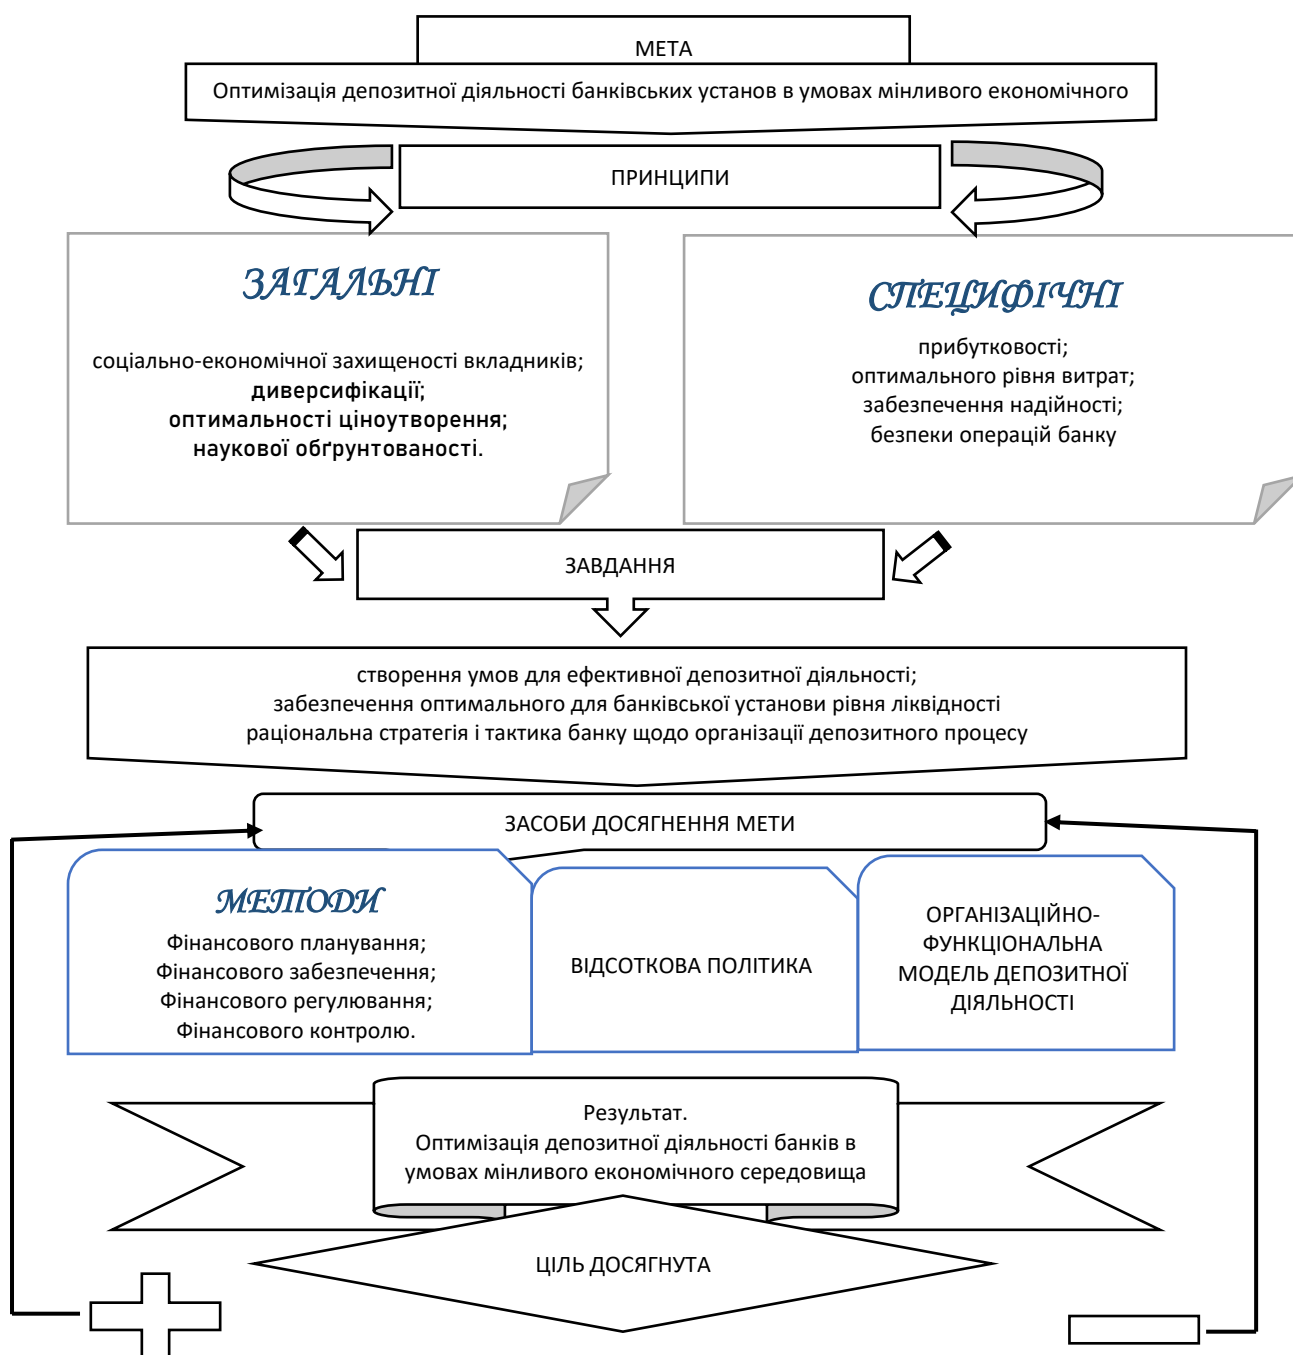 МЕТА
Оптимізація депозитної діяльності банківських установ в умовах мінливого економічного
ПРИНЦИПИ
ЗАГАЛЬНІ
соціально-економічної захищеності вкладників;
диверсифікації;
оптимальності ціноутворення;
наукової обґрунтованості.
СПЕЦИФІЧНІ
прибутковості;
оптимального рівня витрат;
забезпечення надійності;
безпеки операцій банку
ЗАВДАННЯ
створення умов для ефективної депозитної діяльності;
забезпечення оптимального для банківської установи рівня ліквідності
раціональна стратегія і тактика банку щодо організації депозитного процесу
ЗАСОБИ ДОСЯГНЕННЯ МЕТИ
МЕТОДИ
Фінансового планування;
Фінансового забезпечення;
Фінансового регулювання;
Фінансового контролю.
ВІДСОТКОВА ПОЛІТИКА
ОРГАНІЗАЦІЙНО-
ФУНКЦІОНАЛЬНА
МОДЕЛЬ ДЕПОЗИТНОЇ
ДІЯЛЬНОСТІ
Результат.
Оптимізація депозитної діяльності банків в
умовах мінливого економічного середовища
ЦІЛЬ ДОСЯГНУТА